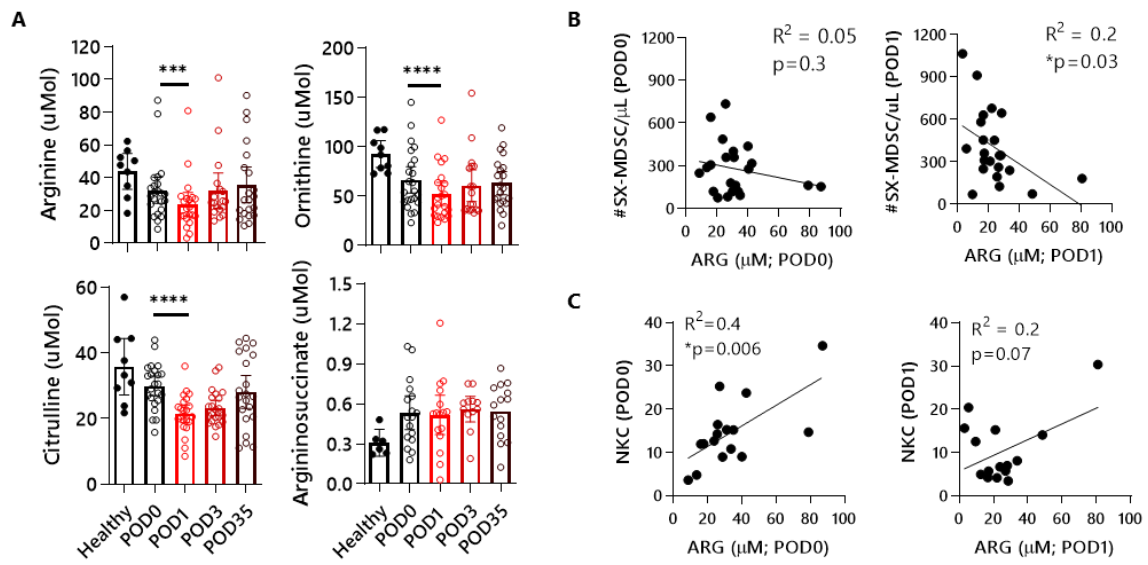 A
Arginine (uMol)
100
120
80
60
40
20
0
***
Ornithine (uMol)
200
150
100
50
0
****
Citrulline (uMol)
60
40
20
0
****
Healthy
POD0
POD1
POD3
POD35
Argininosuccinate (uMol)
1.5
1.2
0.9
0.6
0.3
0.0
Healthy
POD0
POD1
POD3
POD35
B
#SX-MDSC/μL (POD0)
1200
900
600
300
0
R² = 0.05
p=0.3
0 20 40 60 80 100
ARG (μM; POD0)
#SX-MDSC/uL (POD1)
1200
900
600
300
0
R² = 0.2
*p=0.03
0 20 40 60 80 100
ARG (μM; POD1)
C
NKC (POD0)
40
30
20
10
0
R²=0.4
*p=0.006
0 20 40 60 80 100
ARG (μM; POD0)
NKC (POD1)
40
30
20
10
0
R² = 0.2
p=0.07
0 20 40 60 80 100
ARG (μM; POD1)